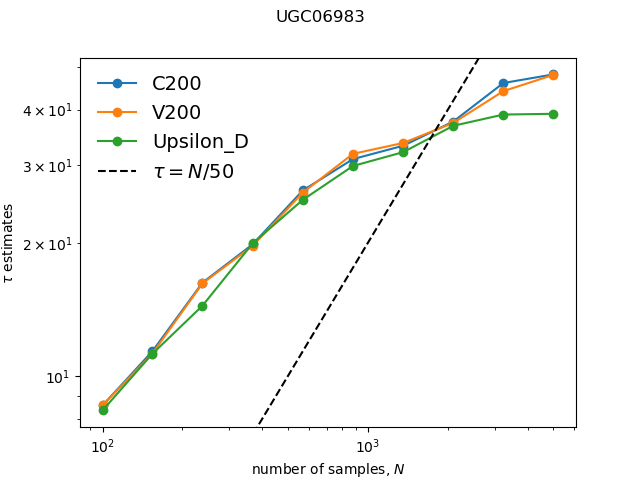 UGC06983
C200
V200
Upsilon_D
τ = N/50
4 × 10¹
3 × 10¹
2 × 10¹
10¹
τ estimates
10² 10³
number of samples, N